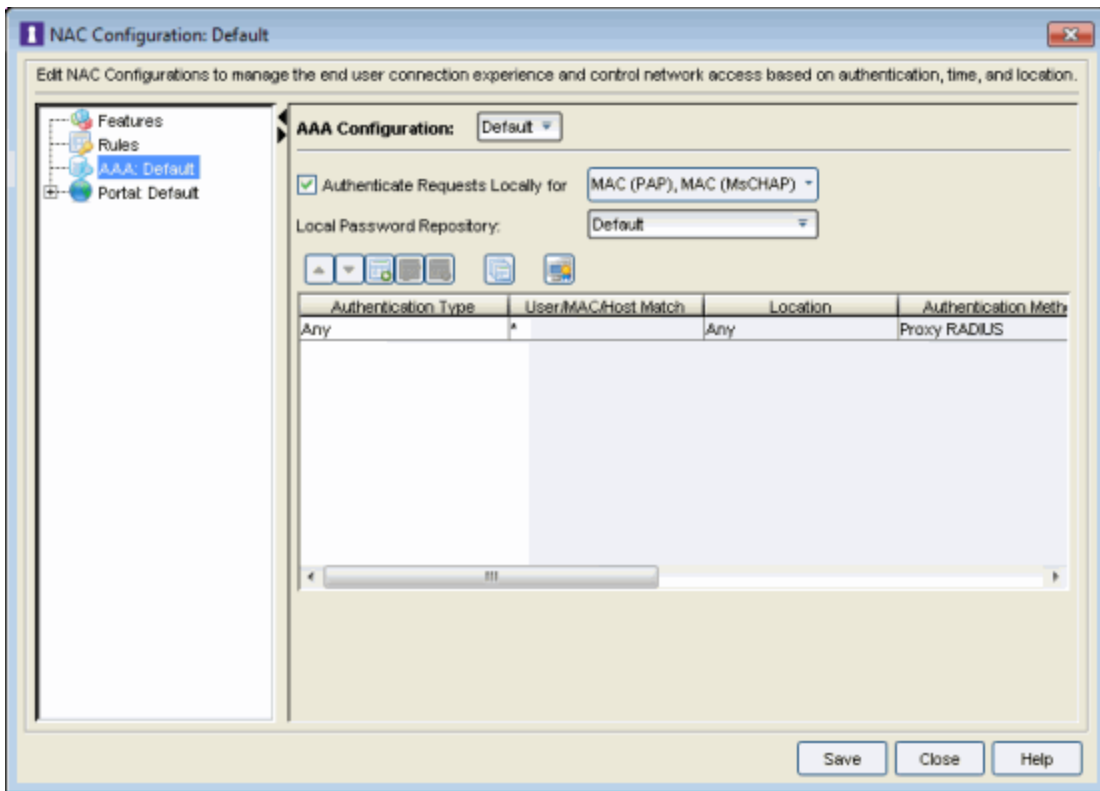 NAC Configuration: Default
Edit NAC Configurations to manage the end user connection experience and control network access based on authentication, time, and location.
Features
Rules
AAA: Default
Portal: Default
AAA Configuration: Default
Authenticate Requests Locally for MAC (PAP), MAC (MsCHAP)
Local Password Repository: Default
Authentication Type User/MAC/Host Match Location Authentication Meth
Any * Any Proxy RADIUS
Save Close Help